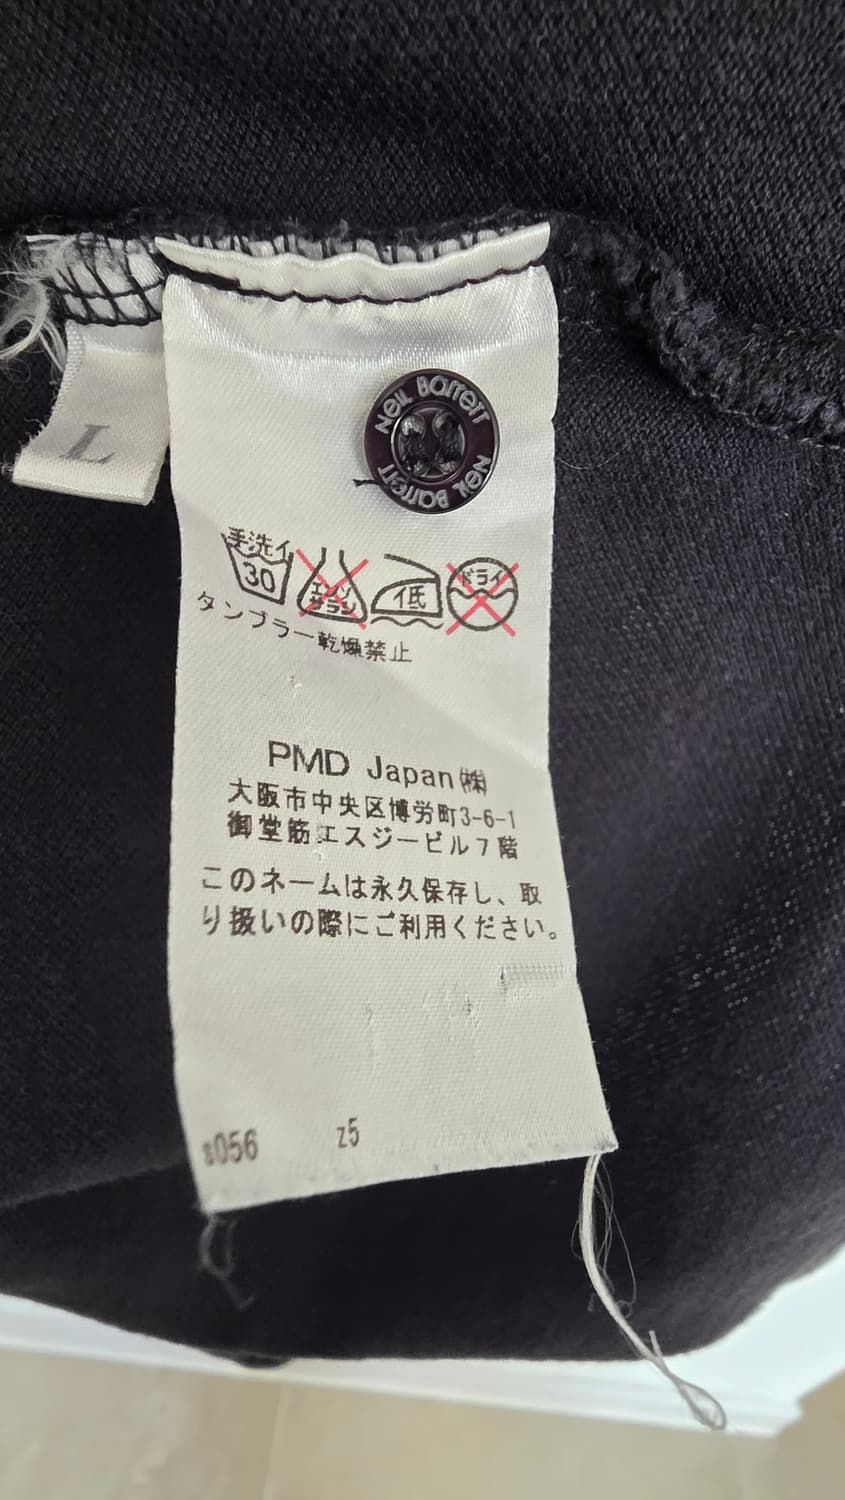 L
Neil Barrett
Neil Barrett
手洗イ
30
エンソ
サラシ
低
ドライ
タンブラー乾燥禁止
PMD Japan㈱
大阪市中央区博労町3-6-1
御堂筋エスジービル7階
このネームは永久保存し、取
り扱いの際にご利用ください。
s056 z5